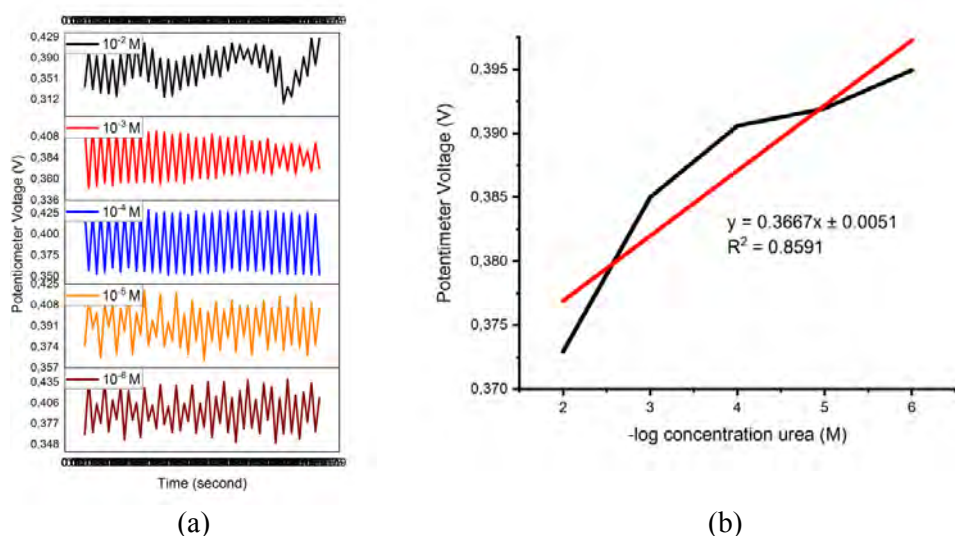 0,429
0,390
0,351
0,312
10⁻² M
0,408
0,384
0,380
0,336
10⁻³ M
0,425
0,400
0,375
0,350
10⁻⁴ M
0,425
0,408
0,391
0,374
0,357
10⁻⁵ M
0,435
0,406
0,377
0,348
10⁻⁶ M
Potentiometer Votage (V)
Time (second)
(a)
0,395
0,390
0,385
0,380
0,375
0,370
Potentimeter Voltage (V)
y = 0.3667x ± 0.0051
R² = 0.8591
2 3 4 5 6
-log concentration urea (M)
(b)